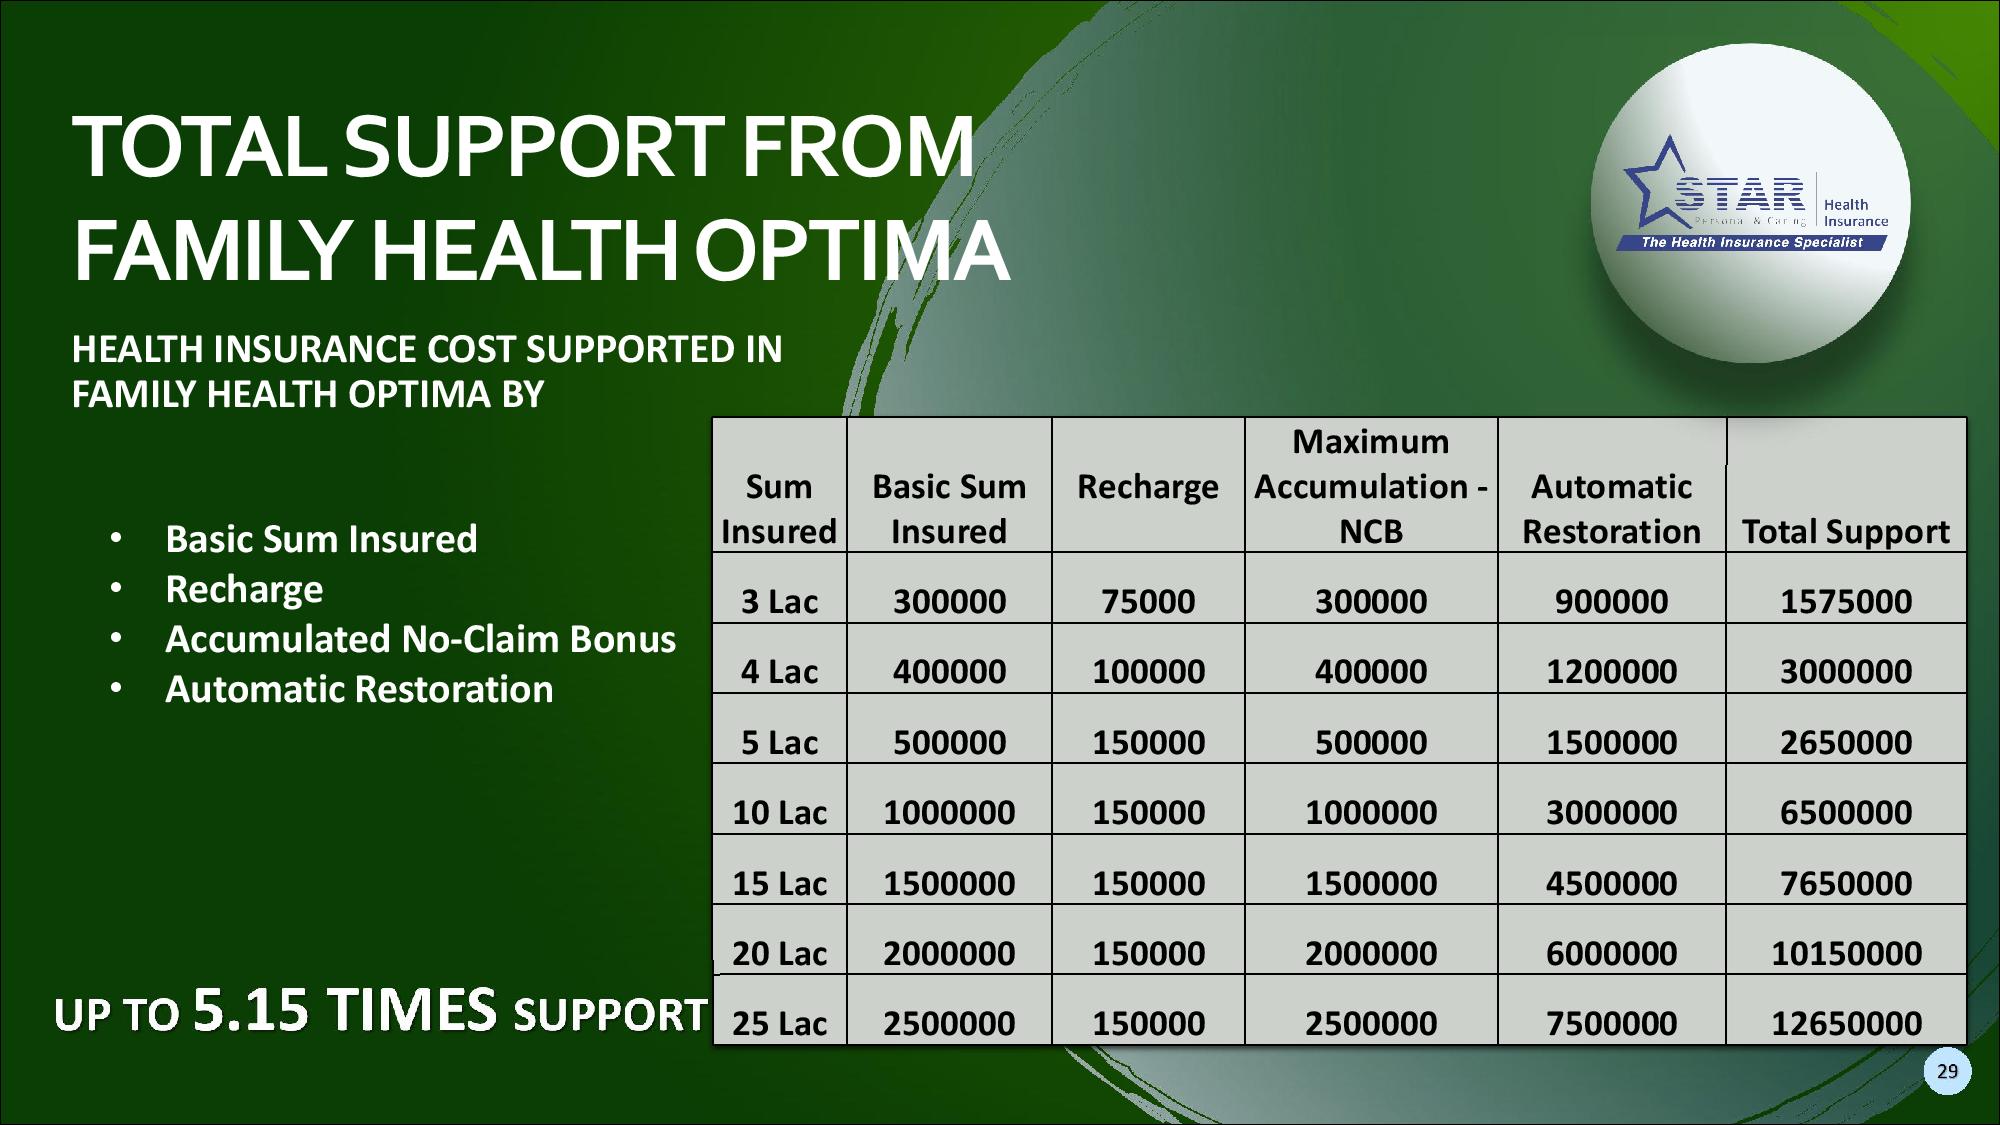 TOTAL SUPPORT FROM
FAMILY HEALTH OPTIMA
STAR
Personal & Caring
Health
Insurance
The Health Insurance Specialist
HEALTH INSURANCE COST SUPPORTED IN
FAMILY HEALTH OPTIMA BY
• Basic Sum Insured
• Recharge
• Accumulated No-Claim Bonus
• Automatic Restoration
UP TO 5.15 TIMES SUPPORT
Sum Insured | Basic Sum Insured | Recharge | Maximum Accumulation - NCB | Automatic Restoration | Total Support
3 Lac 300000 75000 300000 900000 1575000
4 Lac 400000 100000 400000 1200000 3000000
5 Lac 500000 150000 500000 1500000 2650000
10 Lac 1000000 150000 1000000 3000000 6500000
15 Lac 1500000 150000 1500000 4500000 7650000
20 Lac 2000000 150000 2000000 6000000 10150000
25 Lac 2500000 150000 2500000 7500000 12650000
29